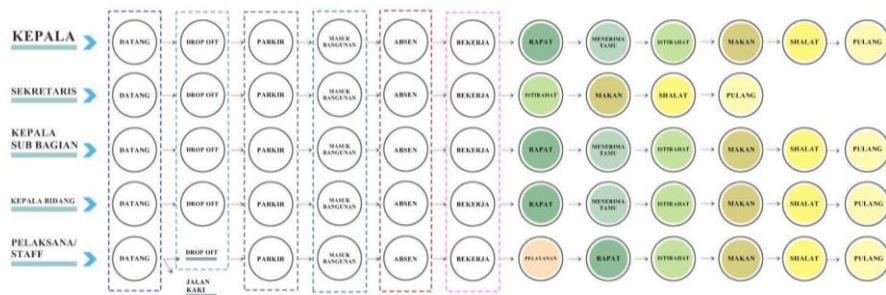 KEPALA
DATANG
DROP OFF
PARKIR
MASUK
BANGUNAN
ABSEN
BEKERJA
RAPAT
MENERIMA
TAMU
ISTIRAHAT
MAKAN
SHALAT
PULANG
SEKRETARIS
DATANG
DROP OFF
PARKIR
MASUK
BANGUNAN
ABSEN
BEKERJA
ISTIRAHAT
MAKAN
SHALAT
PULANG
KEPALA
SUB BAGIAN
DATANG
DROP OFF
PARKIR
MASUK
BANGUNAN
ABSEN
BEKERJA
RAPAT
MENERIMA
TAMU
ISTIRAHAT
MAKAN
SHALAT
PULANG
KEPALA BIDANG
DATANG
DROP OFF
PARKIR
MASUK
BANGUNAN
ABSEN
BEKERJA
RAPAT
MENERIMA
TAMU
ISTIRAHAT
MAKAN
SHALAT
PULANG
PELAKSANA/
STAFF
DATANG
DROP OFF
JALAN
KAKI
PARKIR
MASUK
BANGUNAN
ABSEN
BEKERJA
PELAYANAN
RAPAT
ISTIRAHAT
MAKAN
SHALAT
PULANG